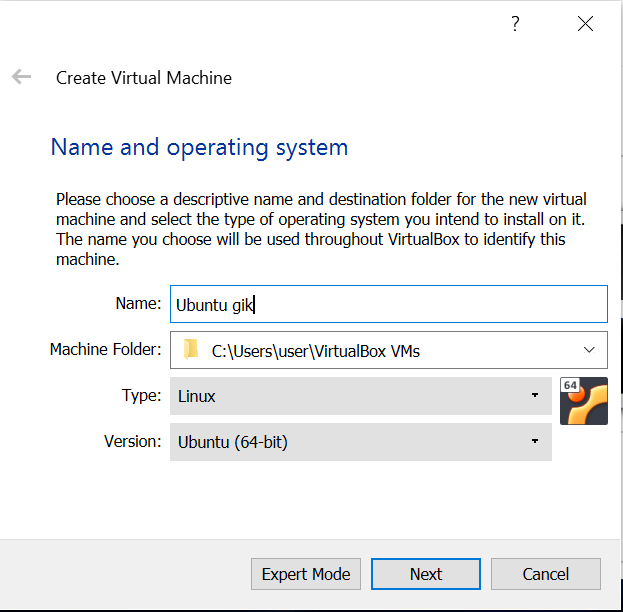 ?
Create Virtual Machine
Name and operating system
Please choose a descriptive name and destination folder for the new virtual
machine and select the type of operating system you intend to install on it.
The name you choose will be used throughout VirtualBox to identify this
machine.
Name: Ubuntu gik
Machine Folder: C:\Users\user\VirtualBox VMs
Type: Linux
64
Version: Ubuntu (64-bit)
Expert Mode Next Cancel